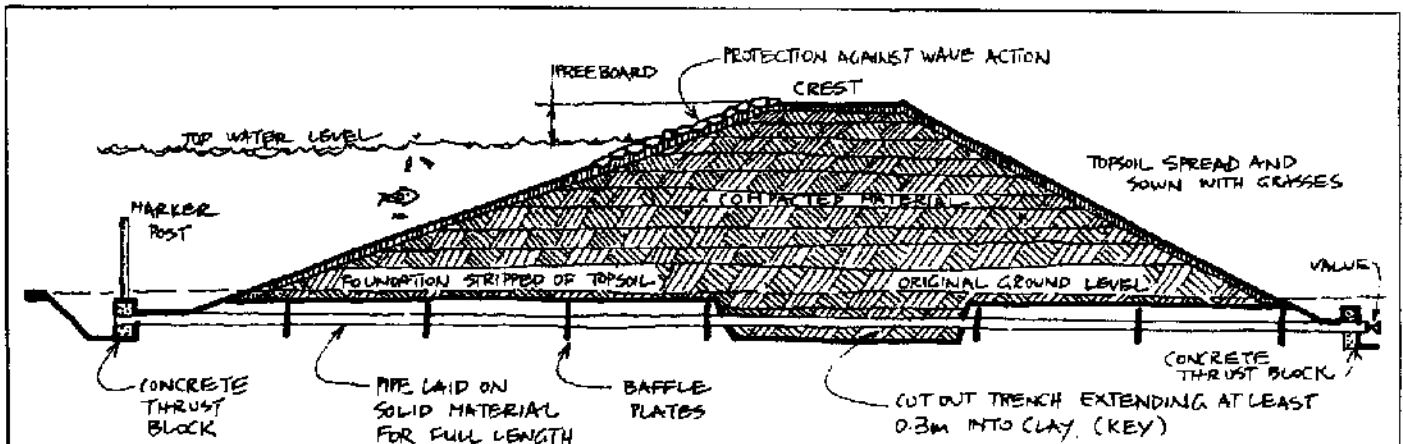 PROTECTION AGAINST WAVE ACTION
FREEBOARD
CREST
TOP WATER LEVEL
TOPSOIL SPREAD AND
SOWN WITH GRASSES
COMPACTED MATERIAL
MARKER
POST
VALVE
FOUNDATION STRIPPED OF TOPSOIL
ORIGINAL GROUND LEVEL
CONCRETE
THRUST
BLOCK
PIPE LAID ON
SOLID MATERIAL
FOR FULL LENGTH
BAFFLE
PLATES
CUT OUT TRENCH EXTENDING AT LEAST
0.3m INTO CLAY (KEY)
CONCRETE
THRUST BLOCK